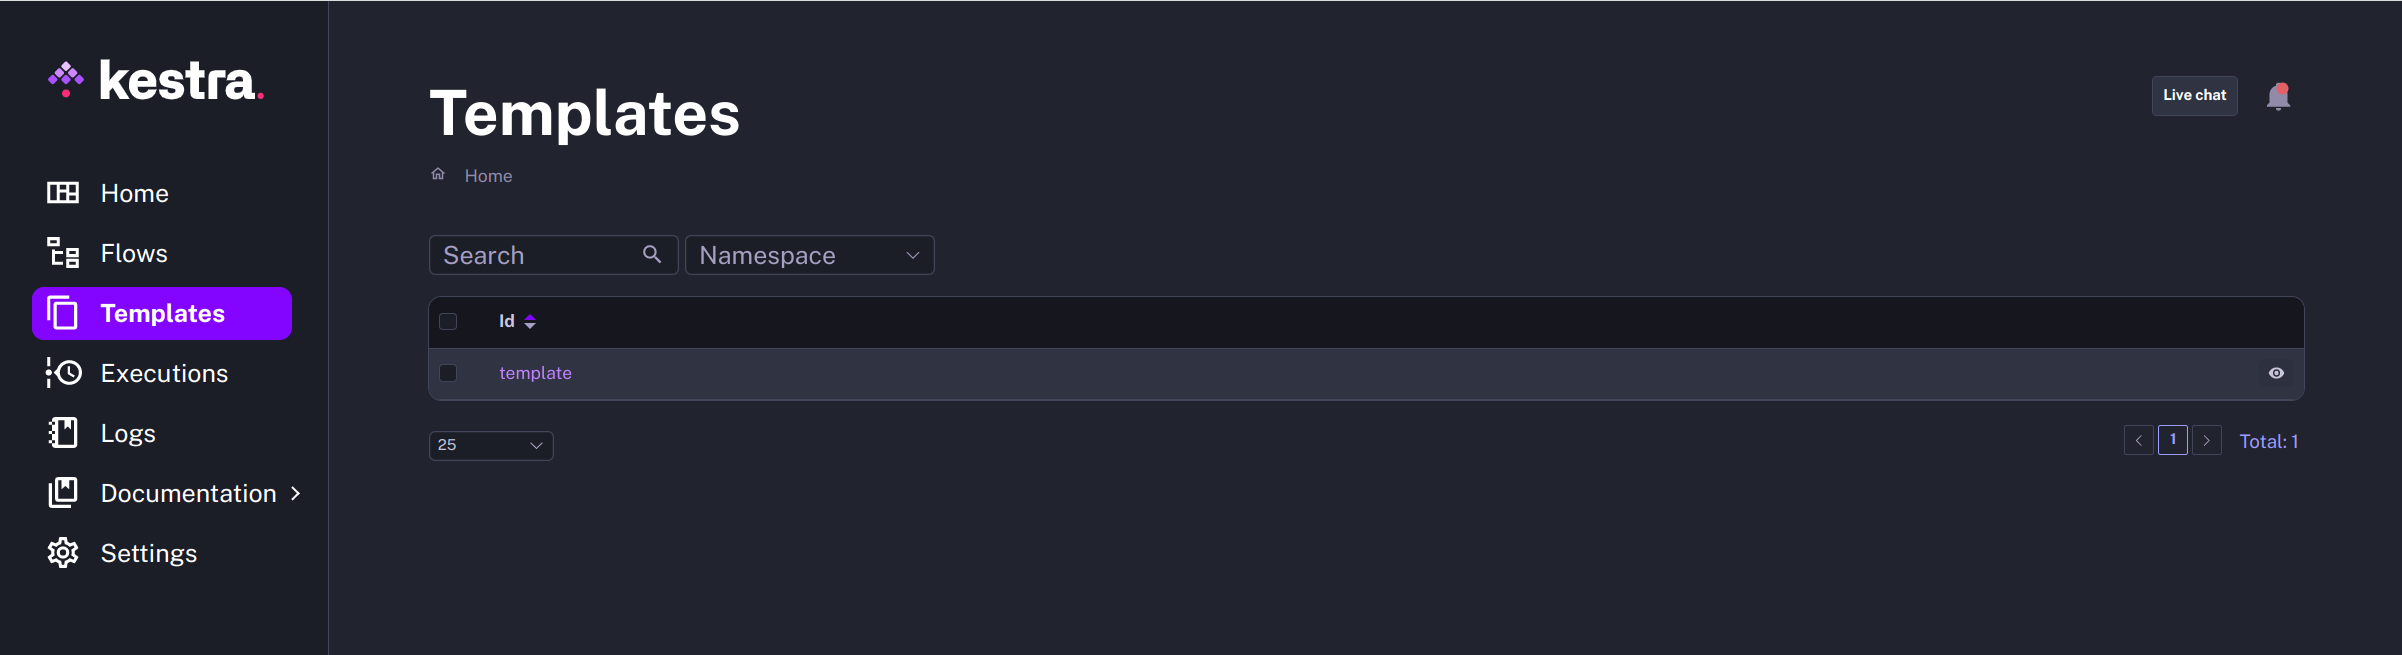 kestra.
Home
Flows
Templates
Executions
Logs
Documentation
Settings
Templates
Home
Live chat
Search
Namespace
Id
template
25
1
Total: 1